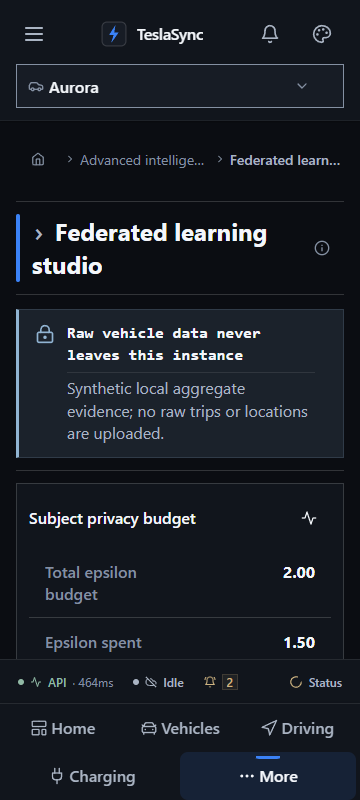 TeslaSync
Aurora
Advanced intellige... Federated learn...
Federated learning
studio
Raw vehicle data never
leaves this instance
Synthetic local aggregate
evidence; no raw trips or locations
are uploaded.
Subject privacy budget
Total epsilon 2.00
budget
Epsilon spent 1.50
API · 464ms Idle 2 Status
Home Vehicles Driving
Charging More